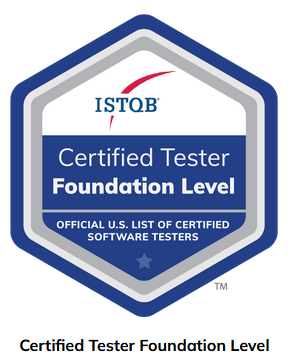 ISTQB®
Certified Tester
Foundation Level
OFFICIAL U.S. LIST OF CERTIFIED
SOFTWARE TESTERS
TM
Certified Tester Foundation Level